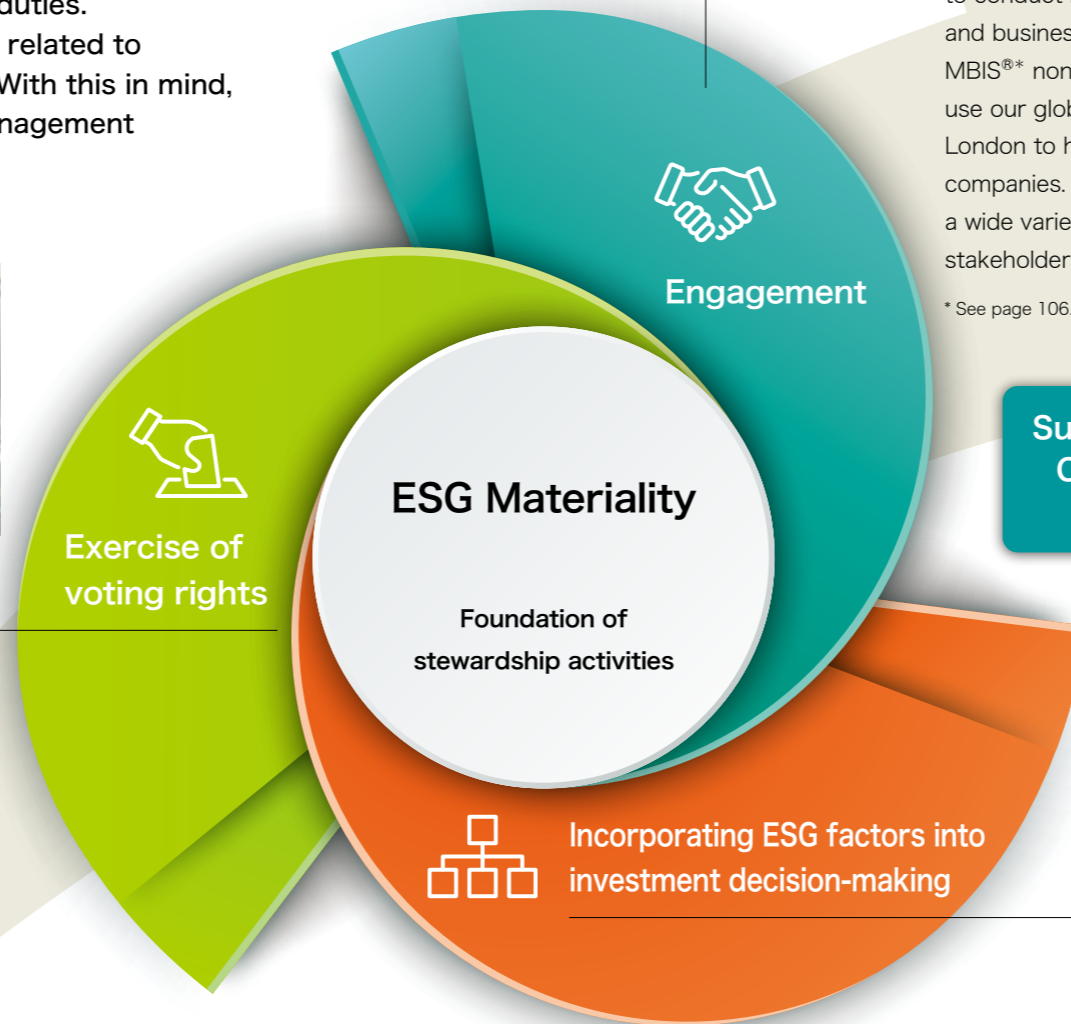 duties.
related to
With this in mind,
and business
MBIS®* non
use our glob
London to h
companies.
a wide varie
stakeholder
* See page 106.
Engagement
Exercise of
voting rights
ESG Materiality
Foundation of
stewardship activities
Su
Incorporating ESG factors into
investment decision-making